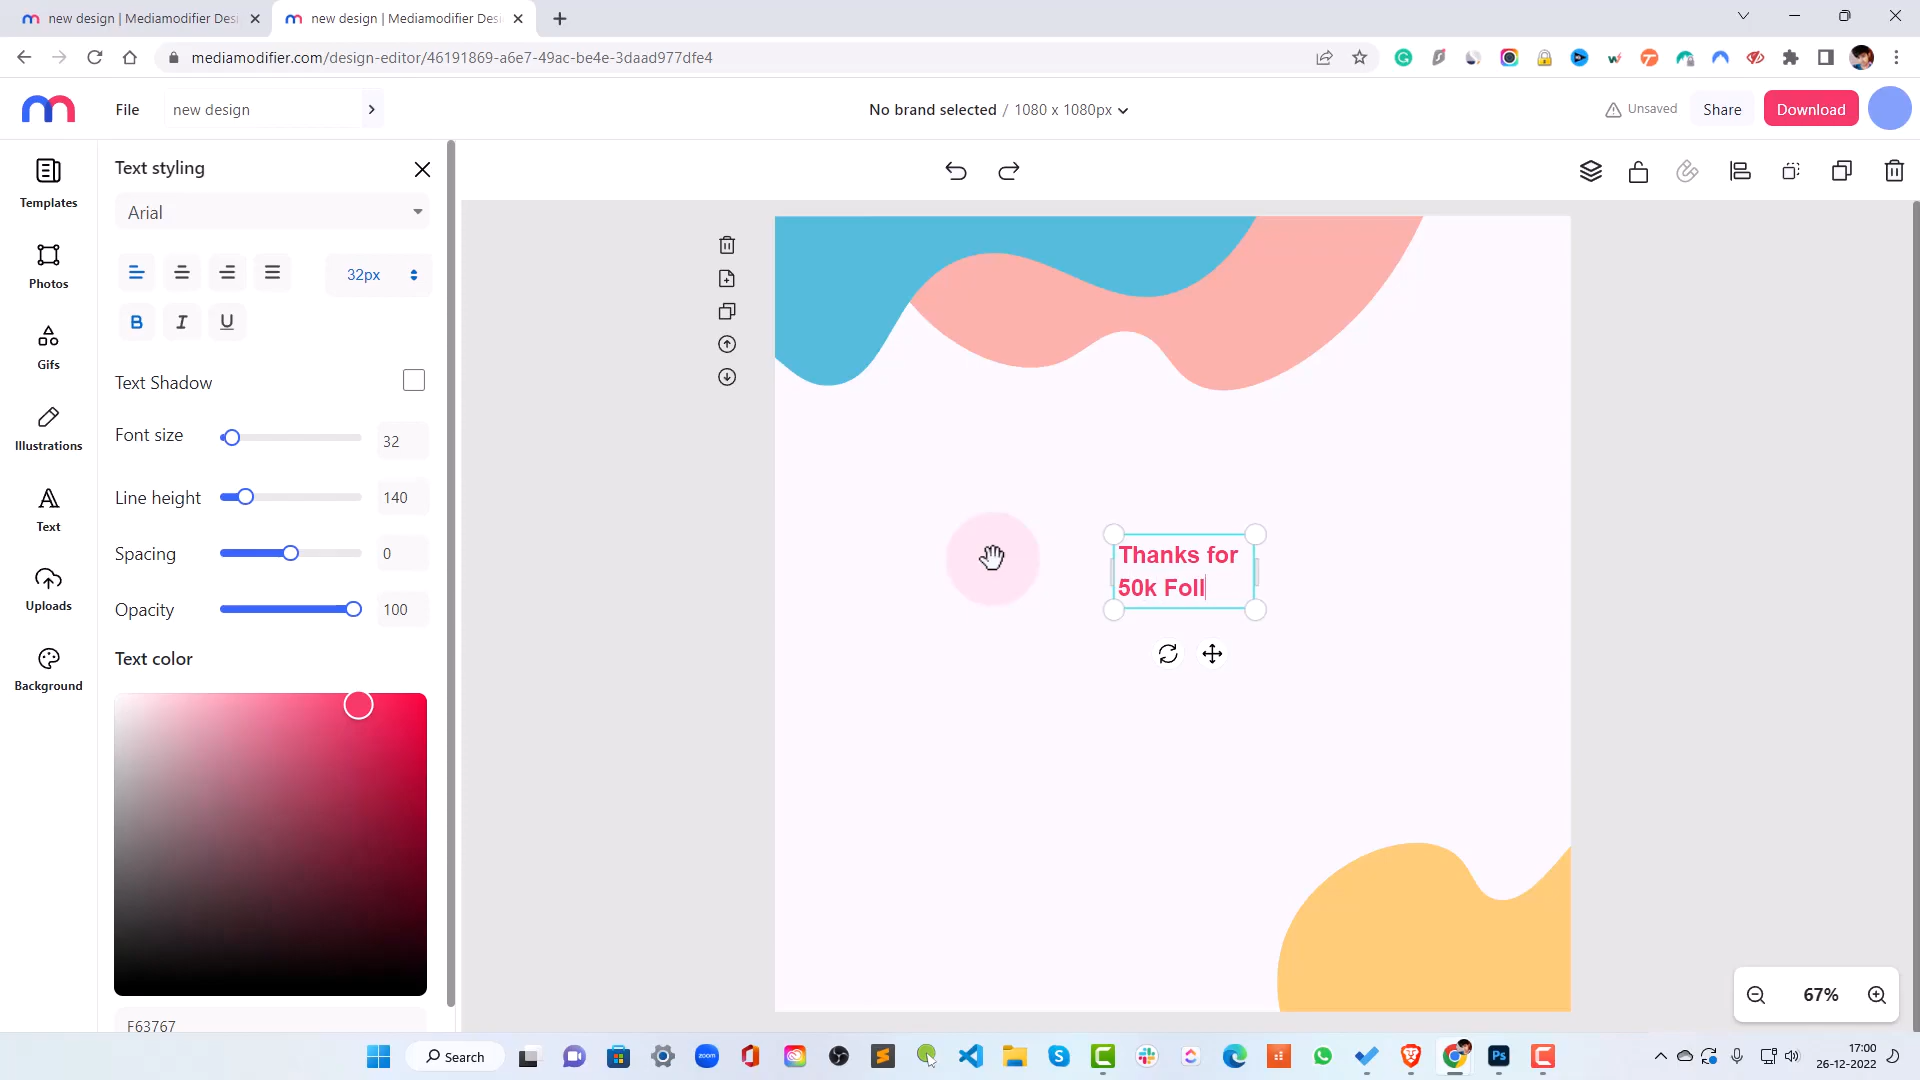 new design | Mediamodifier Desi
new design | Mediamodifier Desi
mediamodifier.com/design-editor/46191869-a6e7-49ac-be4e-3daad977dfe4
File
new design
No brand selected / 1080 x 1080px
Unsaved
Share
Download
Templates
Photos
Gifs
Illustrations
Text
Uploads
Background
Text styling
Arial
32px
B I U
Text Shadow
Font size
32
Line height
140
Spacing
0
Opacity
100
Text color
F63767
Thanks for
50k Foll
67%
Search
zoom
Ps
17:00
26-12-2022